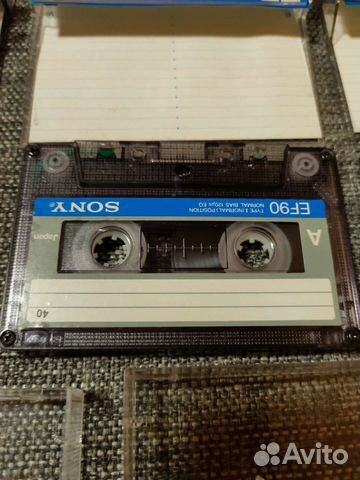 SONY
EF90
TYPE I (NORMAL) POSITION
NORMAL BIAS 120μs EQ
A
Japan
40
Avito